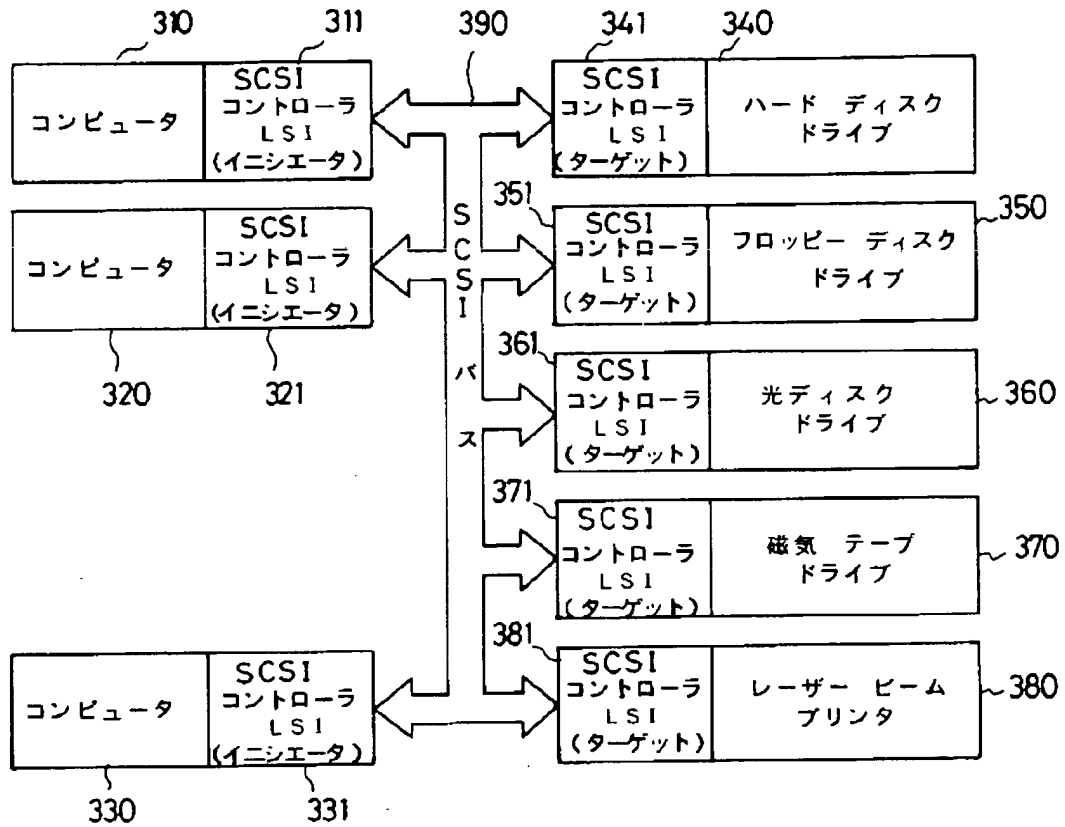 310
311
390
341
340
コンピュータ
SCSI
コントローラ
LSI
(イニシエータ)
SCSI
コントローラ
LSI
(ターゲット)
ハード ディスク
ドライブ
コンピュータ
SCSI
コントローラ
LSI
(イニシエータ)
320
321
SCSI バス
351
SCSI
コントローラ
LSI
(ターゲット)
フロッピー ディスク
ドライブ
350
361
SCSI
コントローラ
LSI
(ターゲット)
光ディスク
ドライブ
360
371
SCSI
コントローラ
LSI
(ターゲット)
磁気 テープ
ドライブ
370
コンピュータ
SCSI
コントローラ
LSI
(イニシエータ)
330
331
381
SCSI
コントローラ
LSI
(ターゲット)
レーザー ビーム
プリンタ
380